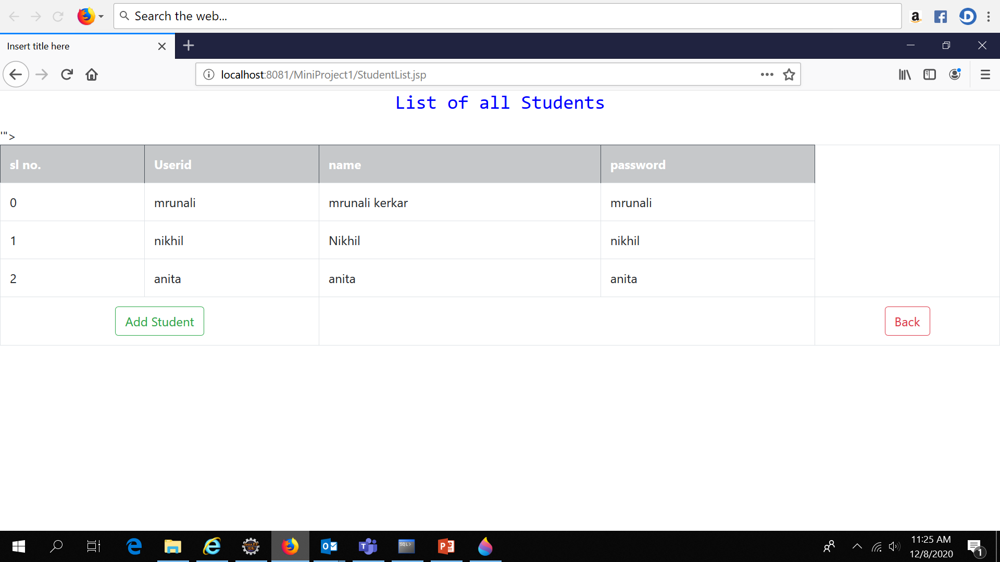 Search the web...
Insert title here
localhost:8081/MiniProject1/StudentList.jsp
List of all Students
'">
sl no. Userid name password
0 mrunali mrunali kerkar mrunali
1 nikhil Nikhil nikhil
2 anita anita anita
Add Student Back
11:25 AM
12/8/2020
1